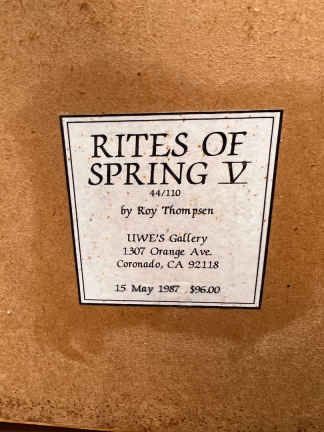 RITES OF
SPRING V
44/110
by Roy Thompsen
UWE'S Gallery
1307 Orange Ave.
Coronado, CA 92118
15 May 1987 $96.00